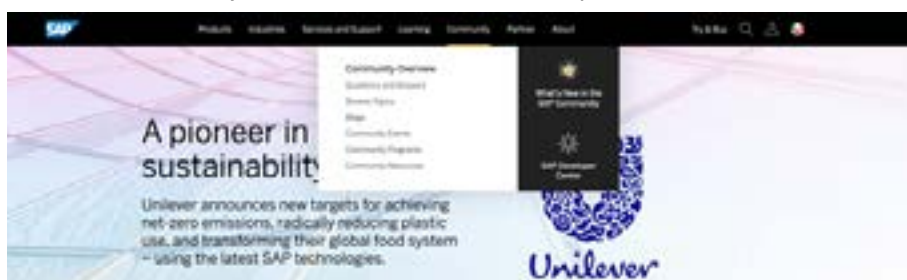 SAP
Products Industries Services and Support Learning Community Partner About
Try & Buy
Community Overview
Questions and Answers
Browse Topics
Blogs
Community Events
Community Programs
Community Resources
What's New in the
SAP Community
SAP Developer
Center
A pioneer in
sustainability
Unilever announces new targets for achieving
net-zero emissions, radically reducing plastic
use, and transforming their global food system
– using the latest SAP technologies.
Unilever